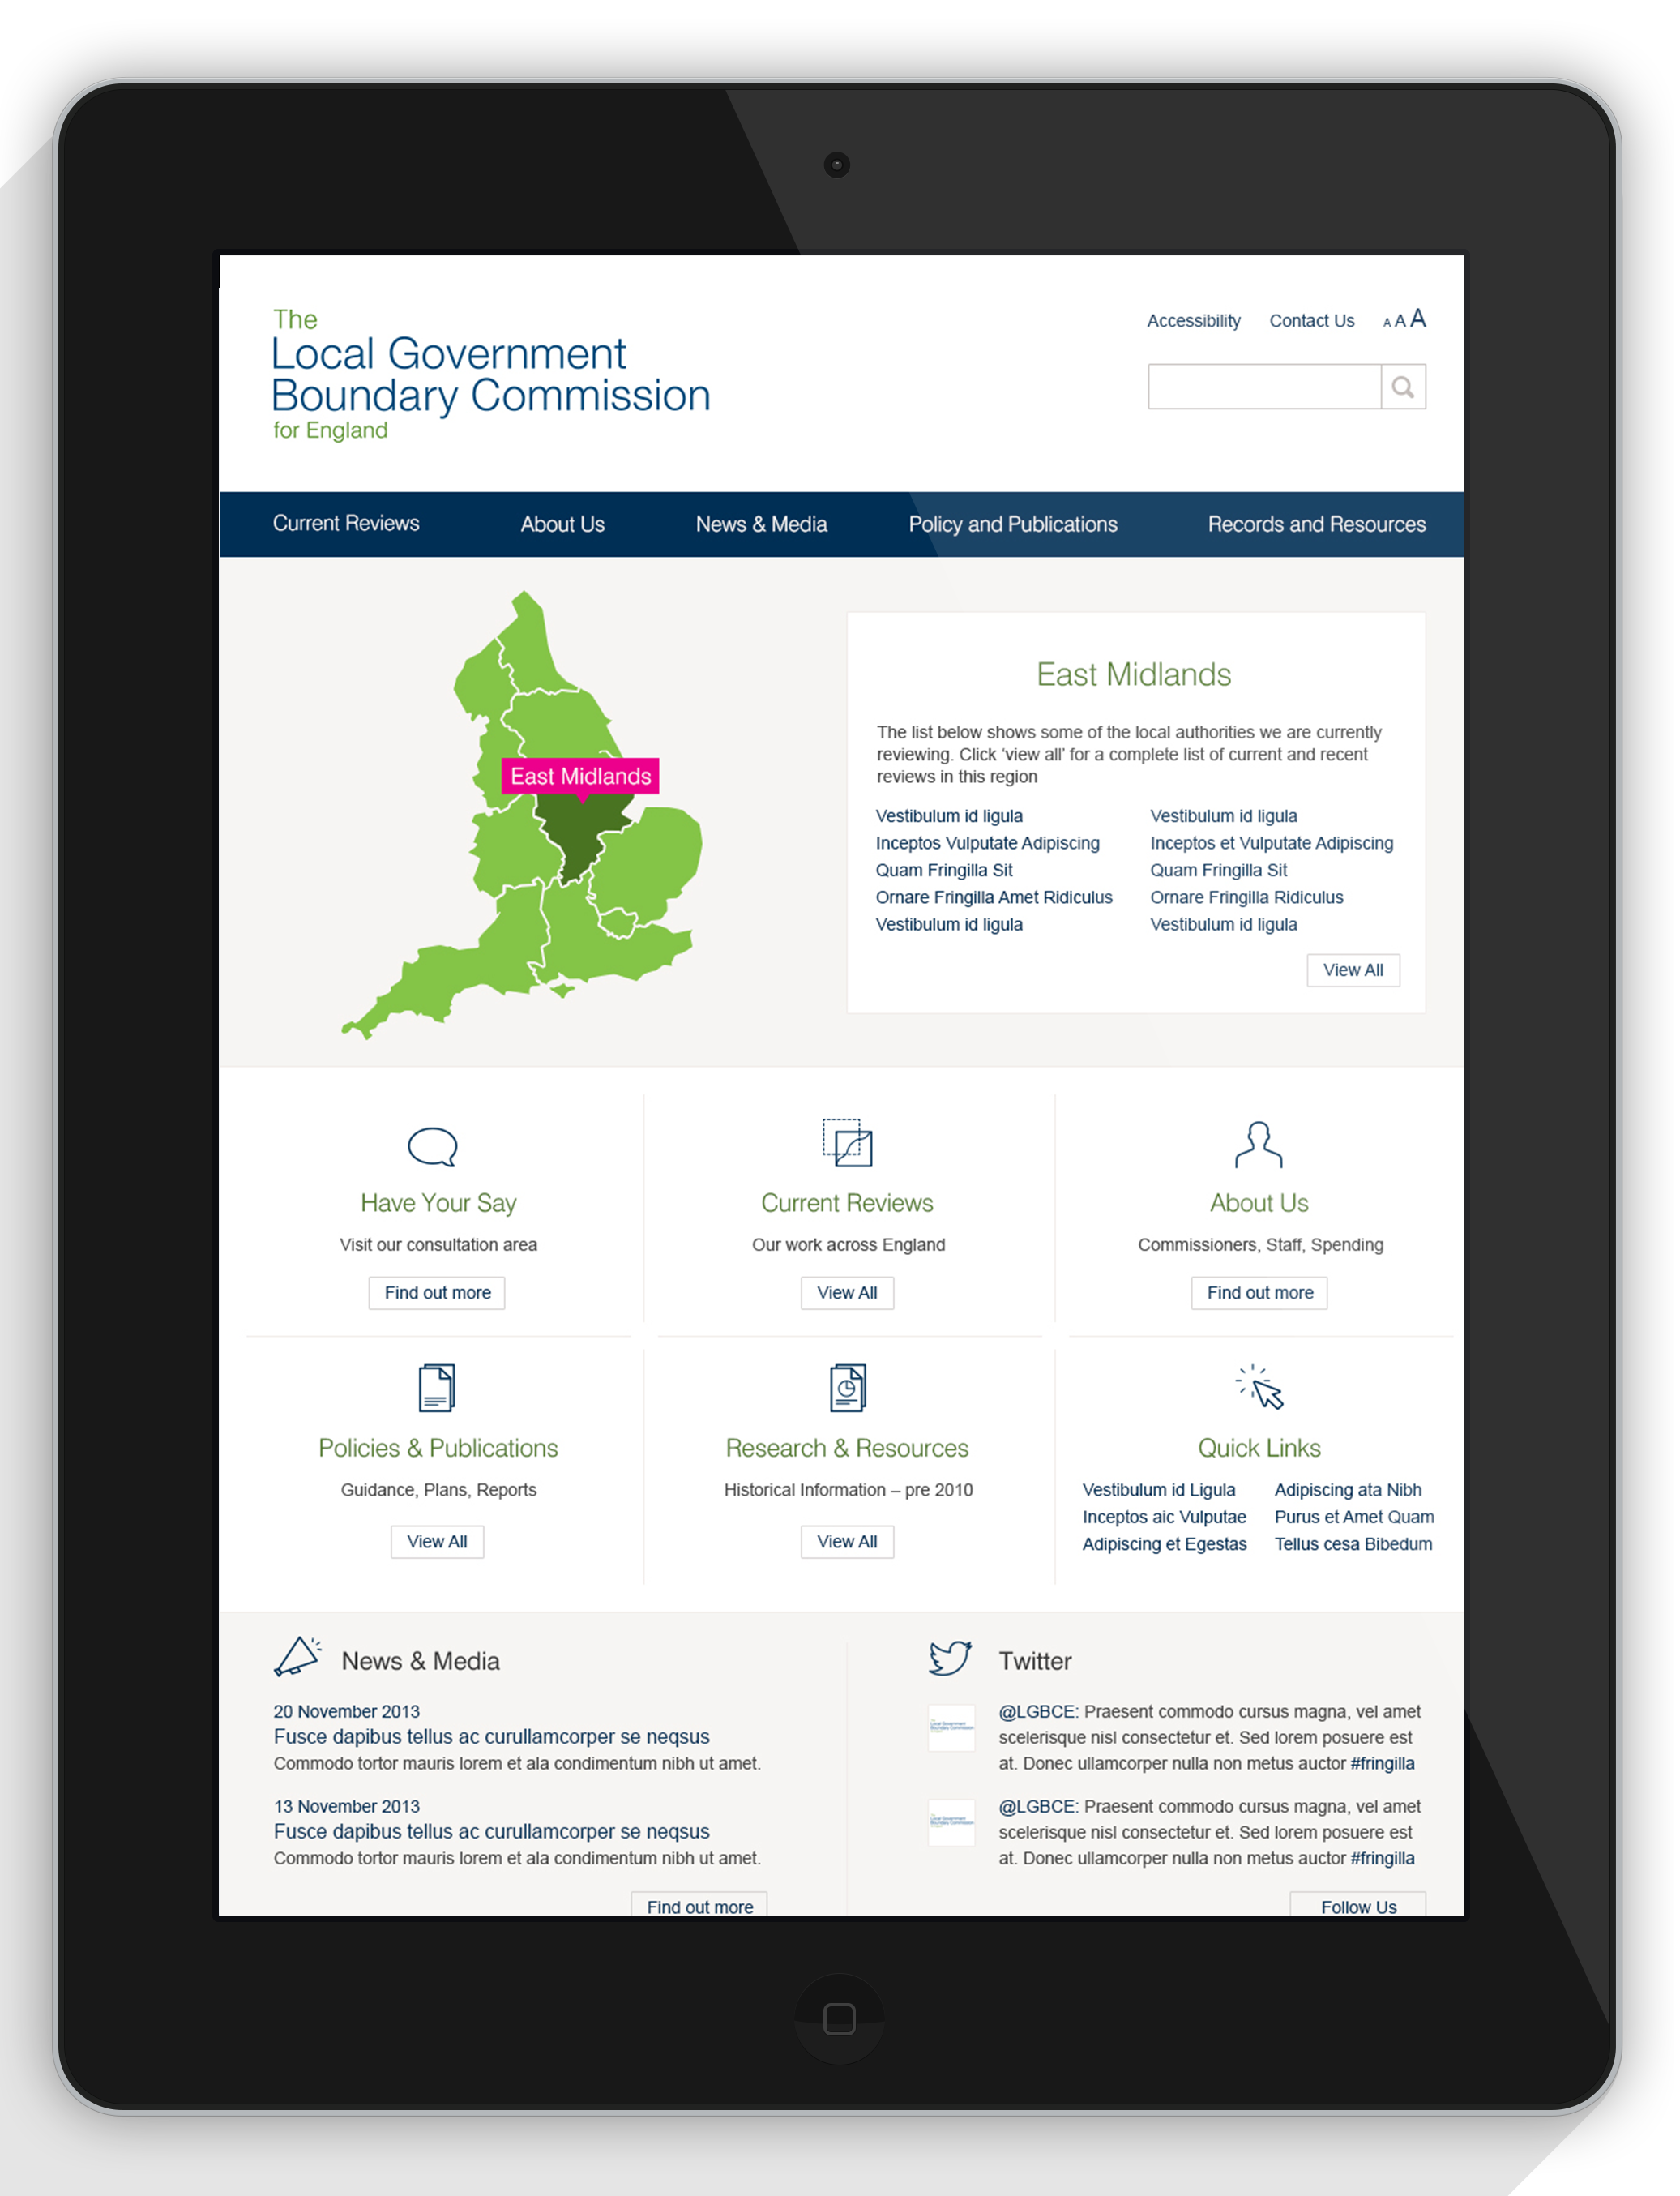 The
Local Government
Boundary Commission
for England
Accessibility Contact Us A A A
Current Reviews About Us News & Media Policy and Publications Records and Resources
East Midlands
East Midlands
The list below shows some of the local authorities we are currently
reviewing. Click ‘view all’ for a complete list of current and recent
reviews in this region
Vestibulum id ligula Vestibulum id ligula
Inceptos Vulputate Adipiscing Inceptos et Vulputate Adipiscing
Quam Fringilla Sit Quam Fringilla Sit
Ornare Fringilla Amet Ridiculus Ornare Fringilla Ridiculus
Vestibulum id ligula Vestibulum id ligula
View All
Have Your Say
Visit our consultation area
Find out more
Current Reviews
Our work across England
View All
About Us
Commissioners, Staff, Spending
Find out more
Policies & Publications
Guidance, Plans, Reports
View All
Research & Resources
Historical Information – pre 2010
View All
Quick Links
Vestibulum id Ligula Adipiscing ata Nibh
Inceptos aic Vulputae Purus et Amet Quam
Adipiscing et Egestas Tellus cesa Bibedum
News & Media
20 November 2013
Fusce dapibus tellus ac curullamcorper se neqsus
Commodo tortor mauris lorem et ala condimentum nibh ut amet.
13 November 2013
Fusce dapibus tellus ac curullamcorper se neqsus
Commodo tortor mauris lorem et ala condimentum nibh ut amet.
Find out more
Twitter
The
Local Government
Boundary Commission
@LGBCE: Praesent commodo cursus magna, vel amet
scelerisque nisl consectetur et. Sed lorem posuere est
at. Donec ullamcorper nulla non metus auctor #fringilla
The
Local Government
Boundary Commission
@LGBCE: Praesent commodo cursus magna, vel amet
scelerisque nisl consectetur et. Sed lorem posuere est
at. Donec ullamcorper nulla non metus auctor #fringilla
Follow Us